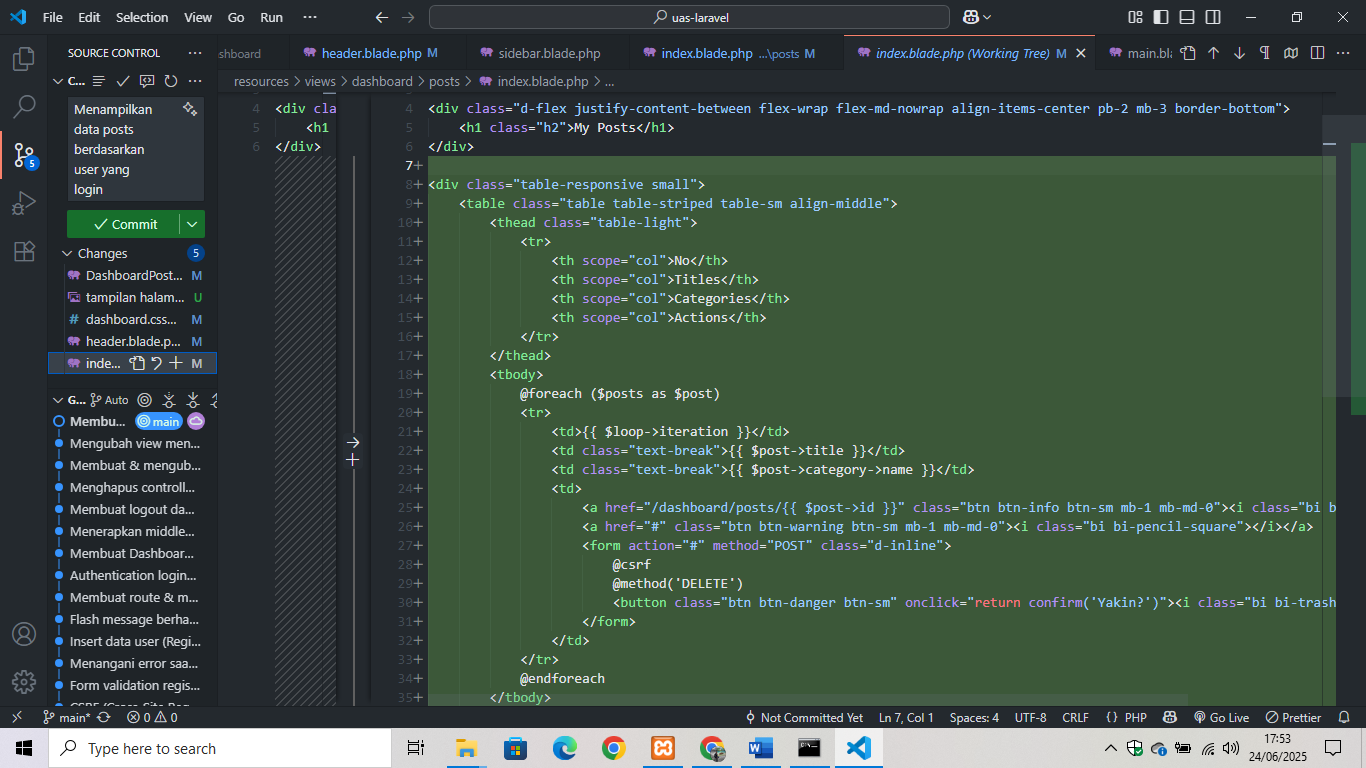 File Edit Selection View Go Run ··· uas-laravel
SOURCE CONTROL ···
shboard header.blade.php M sidebar.blade.php index.blade.php ...\posts M index.blade.php (Working Tree) M main.bla
C... ···
resources > views > dashboard > posts > index.blade.php > ...
Menampilkan
data posts
berdasarkan
user yang
login
Commit
Changes 5
DashboardPost... M
tampilan halam... U
dashboard.css... M
header.blade.p... M
inde... M
G... Auto
Membu... main
Mengubah view men...
Membuat & mengub...
Menghapus controll...
Membuat logout da...
Menerapkan middle...
Membuat Dashboar...
Authentication login...
Membuat route & m...
Flash message berha...
Insert data user (Regi...
Menangani error saa...
Form validation regis...
4 <div cla
5 <h1
6 </div>
4 <div class="d-flex justify-content-between flex-wrap flex-md-nowrap align-items-center pb-2 mb-3 border-bottom">
5 <h1 class="h2">My Posts</h1>
6 </div>
7+
8+ <div class="table-responsive small">
9+ <table class="table table-striped table-sm align-middle">
10+ <thead class="table-light">
11+ <tr>
12+ <th scope="col">No</th>
13+ <th scope="col">Titles</th>
14+ <th scope="col">Categories</th>
15+ <th scope="col">Actions</th>
16+ </tr>
17+ </thead>
18+ <tbody>
19+ @foreach ($posts as $post)
20+ <tr>
21+ <td>{{ $loop->iteration }}</td>
22+ <td class="text-break">{{ $post->title }}</td>
23+ <td class="text-break">{{ $post->category->name }}</td>
24+ <td>
25+ <a href="/dashboard/posts/{{ $post->id }}" class="btn btn-info btn-sm mb-1 mb-md-0"><i class="bi b
26+ <a href="#" class="btn btn-warning btn-sm mb-1 mb-md-0"><i class="bi bi-pencil-square"></i></a>
27+ <form action="#" method="POST" class="d-inline">
28+ @csrf
29+ @method('DELETE')
30+ <button class="btn btn-danger btn-sm" onclick="return confirm('Yakin?')"><i class="bi bi-trash
31+ </form>
32+ </td>
33+ </tr>
34+ @endforeach
35+ </tbody>
5
main* 0 0 Not Committed Yet Ln 7, Col 1 Spaces: 4 UTF-8 CRLF {} PHP Go Live Prettier
Type here to search
17:53
24/06/2025